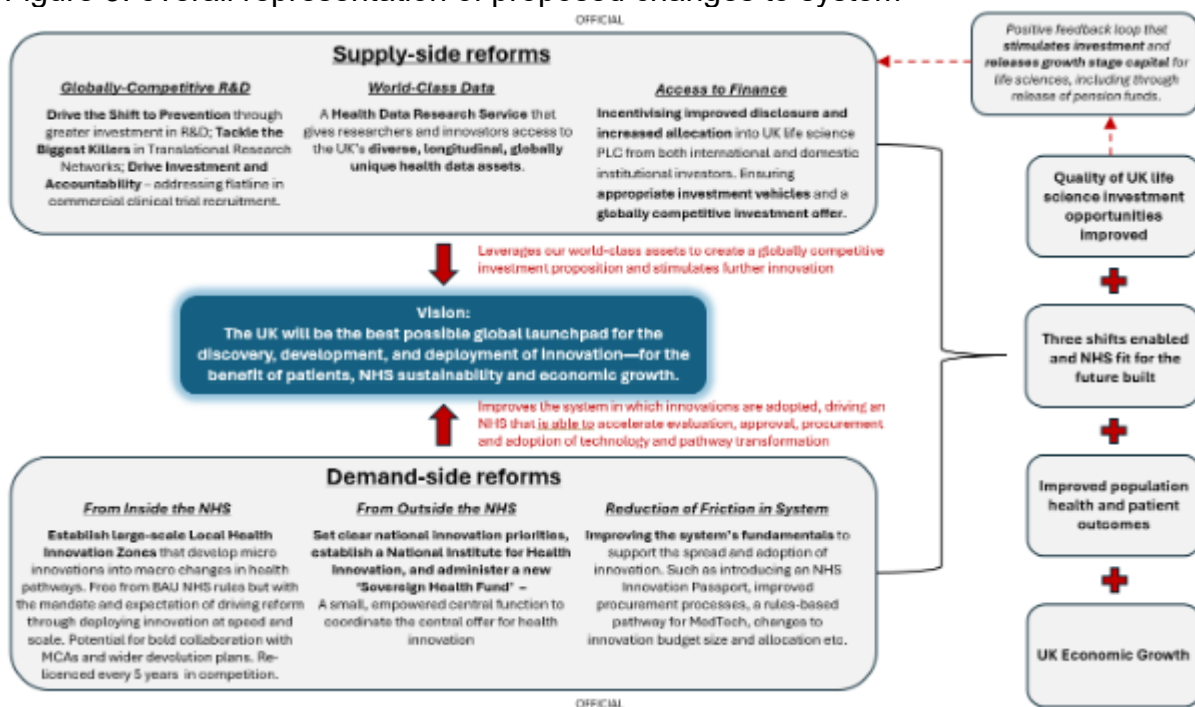 Figure 3: overall representation of proposed changes to system
OFFICIAL
Supply-side reforms
Globally-Competitive R&D
Drive the Shift to Prevention through
greater investment in R&D; Tackle the
Biggest Killers in Translational Research
Networks; Drive Investment and
Accountability – addressing flatline in
commercial clinical trial recruitment.
World-Class Data
A Health Data Research Service that
gives researchers and innovators access to
the UK's diverse, longitudinal, globally
unique health data assets.
Access to Finance
Incentivising improved disclosure and
increased allocation into UK life science
PLC from both international and domestic
institutional investors. Ensuring
appropriate investment vehicles and a
globally competitive investment offer.
Leverages our world-class assets to create a globally competitive
investment proposition and stimulates further innovation
Vision:
The UK will be the best possible global launchpad for the
discovery, development, and deployment of innovation—for the
benefit of patients, NHS sustainability and economic growth.
Improves the system in which innovations are adopted, driving an
NHS that is able to accelerate evaluation, approval, procurement
and adoption of technology and pathway transformation
Demand-side reforms
From Inside the NHS
Establish large-scale Local Health
Innovation Zones that develop micro
innovations into macro changes in health
pathways. Free from BAU NHS rules but with
the mandate and expectation of driving reform
through deploying innovation at speed and
scale. Potential for bold collaboration with
MCAs and wider devolution plans. Re-
licenced every 5 years in competition.
From Outside the NHS
Set clear national innovation priorities,
establish a National Institute for Health
Innovation, and administer a new
'Sovereign Health Fund' –
A small, empowered central function to
coordinate the central offer for health
innovation
Reduction of Friction in System
Improving the system's fundamentals to
support the spread and adoption of
innovation. Such as introducing an NHS
Innovation Passport, improved
procurement processes, a rules-based
pathway for MedTech, changes to
innovation budget size and allocation etc.
Positive feedback loop that
stimulates investment and
releases growth stage capital for
life sciences, including through
release of pension funds.
Quality of UK life
science investment
opportunities
improved
Three shifts enabled
and NHS fit for the
future built
Improved population
health and patient
outcomes
UK Economic Growth
OFFICIAL